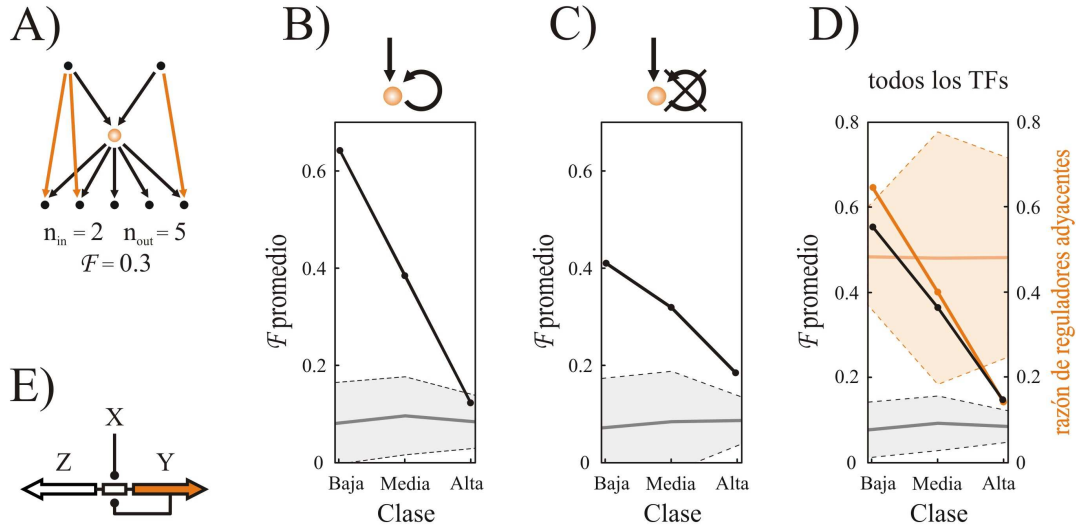 A)
n_in = 2 n_out = 5
ℱ = 0.3
B)
ℱ promedio
0.6
0.4
0.2
0
Baja Media Alta
Clase
C)
ℱ promedio
0.6
0.4
0.2
0
Baja Media Alta
Clase
D)
todos los TFs
ℱ promedio
0.8
0.6
0.4
0.2
0
0.8
0.6
0.4
0.2
0
razón de reguladores adyacentes
Baja Media Alta
Clase
E)
X
Z Y